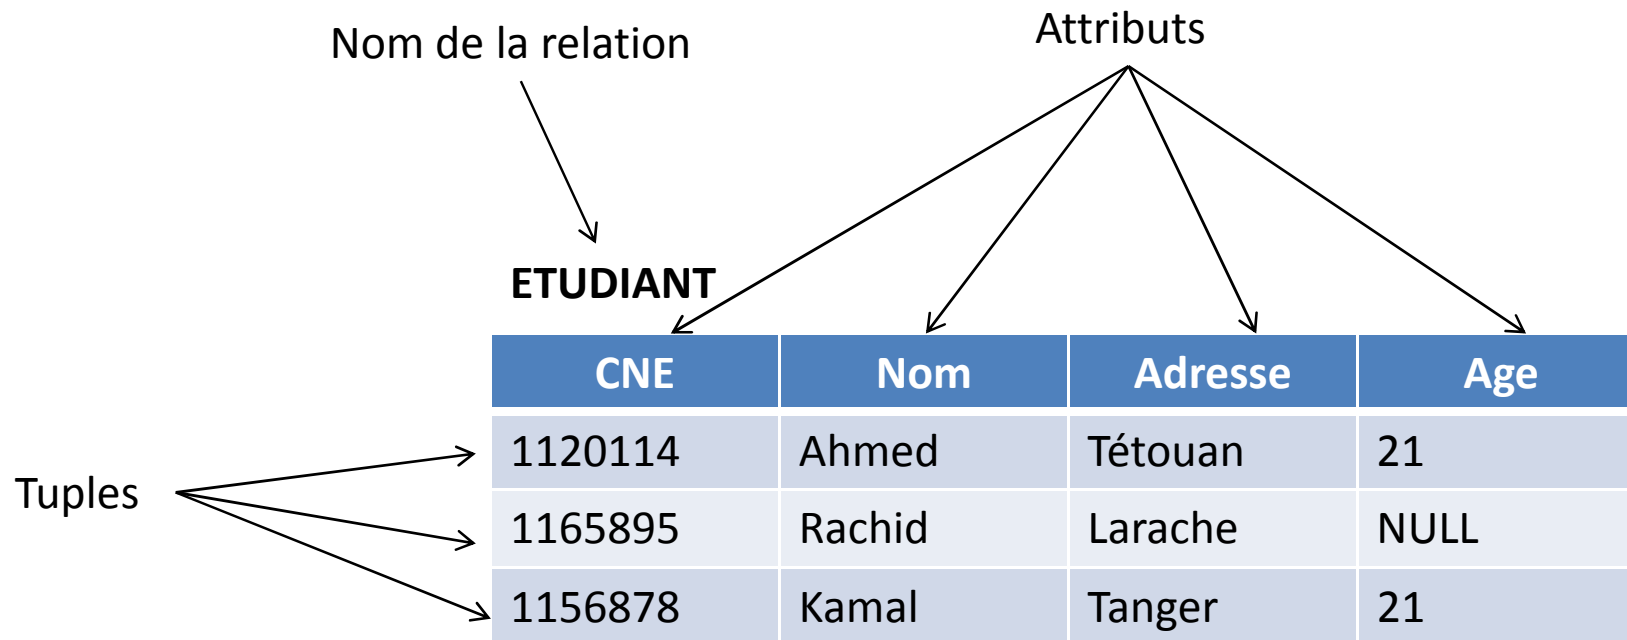 Nom de la relation
Attributs
ETUDIANT
CNE Nom Adresse Age
1120114 Ahmed Tétouan 21
Tuples
1165895 Rachid Larache NULL
1156878 Kamal Tanger 21